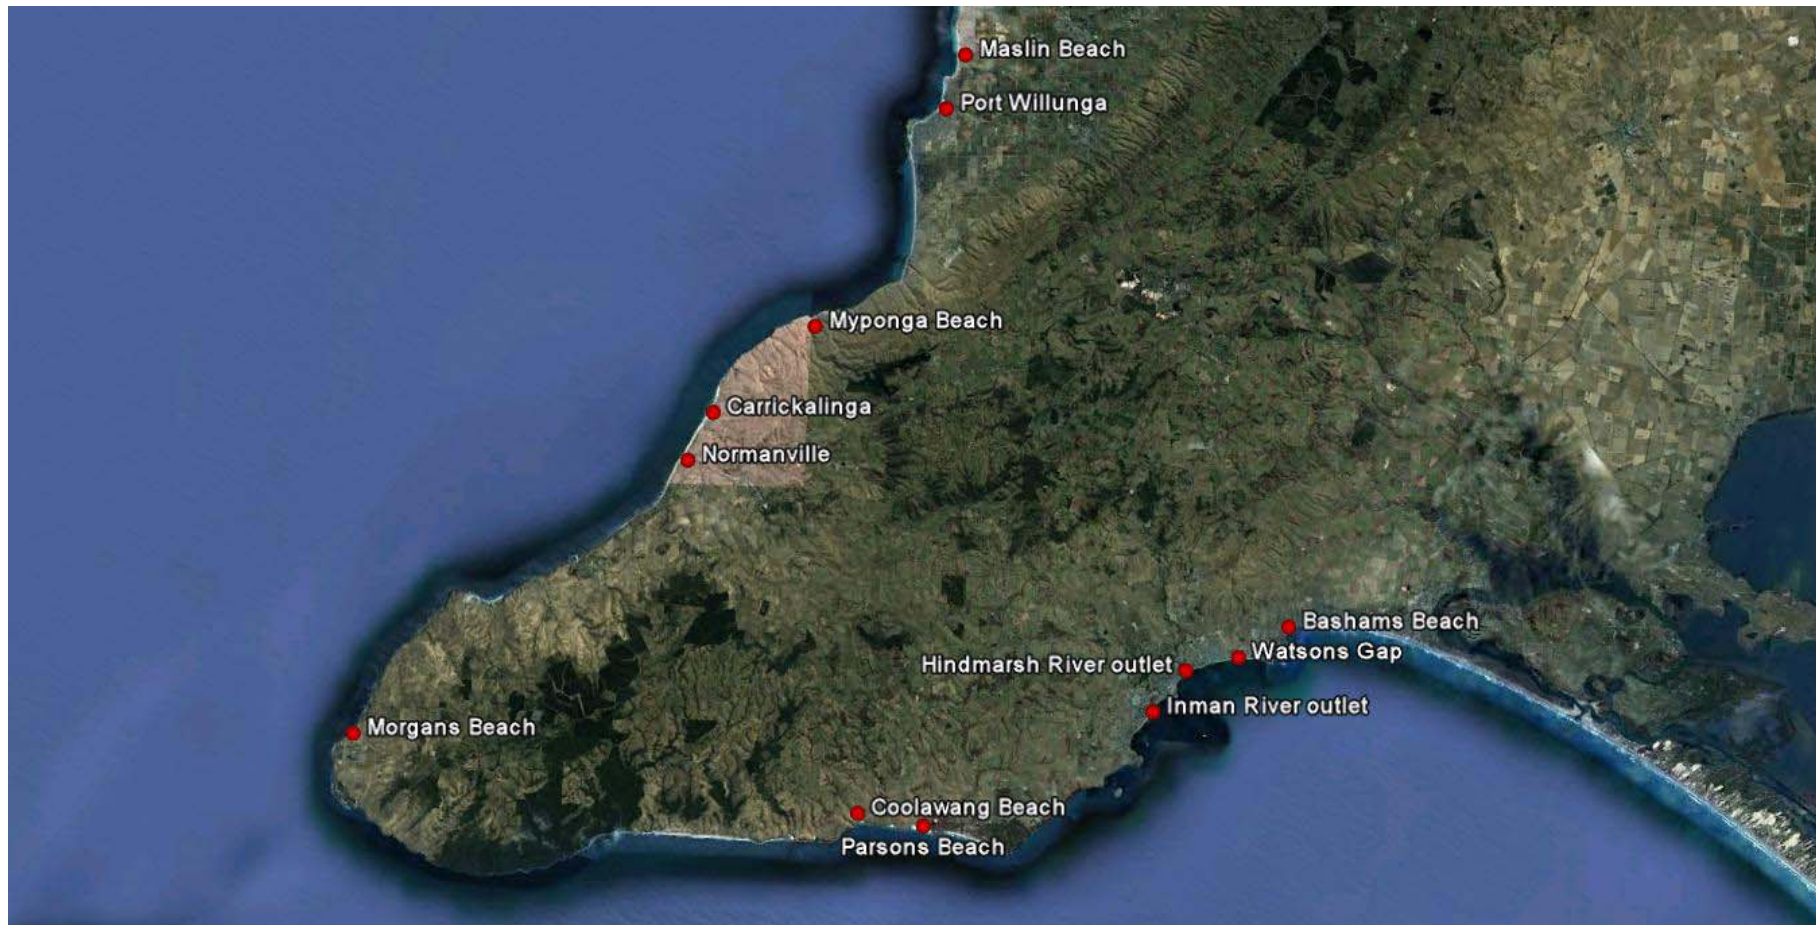 Maslin Beach
Port Willunga
Myponga Beach
Carrickalinga
Normanville
Bashams Beach
Watsons Gap
Hindmarsh River outlet
Inman River outlet
Morgans Beach
Coolawang Beach
Parsons Beach